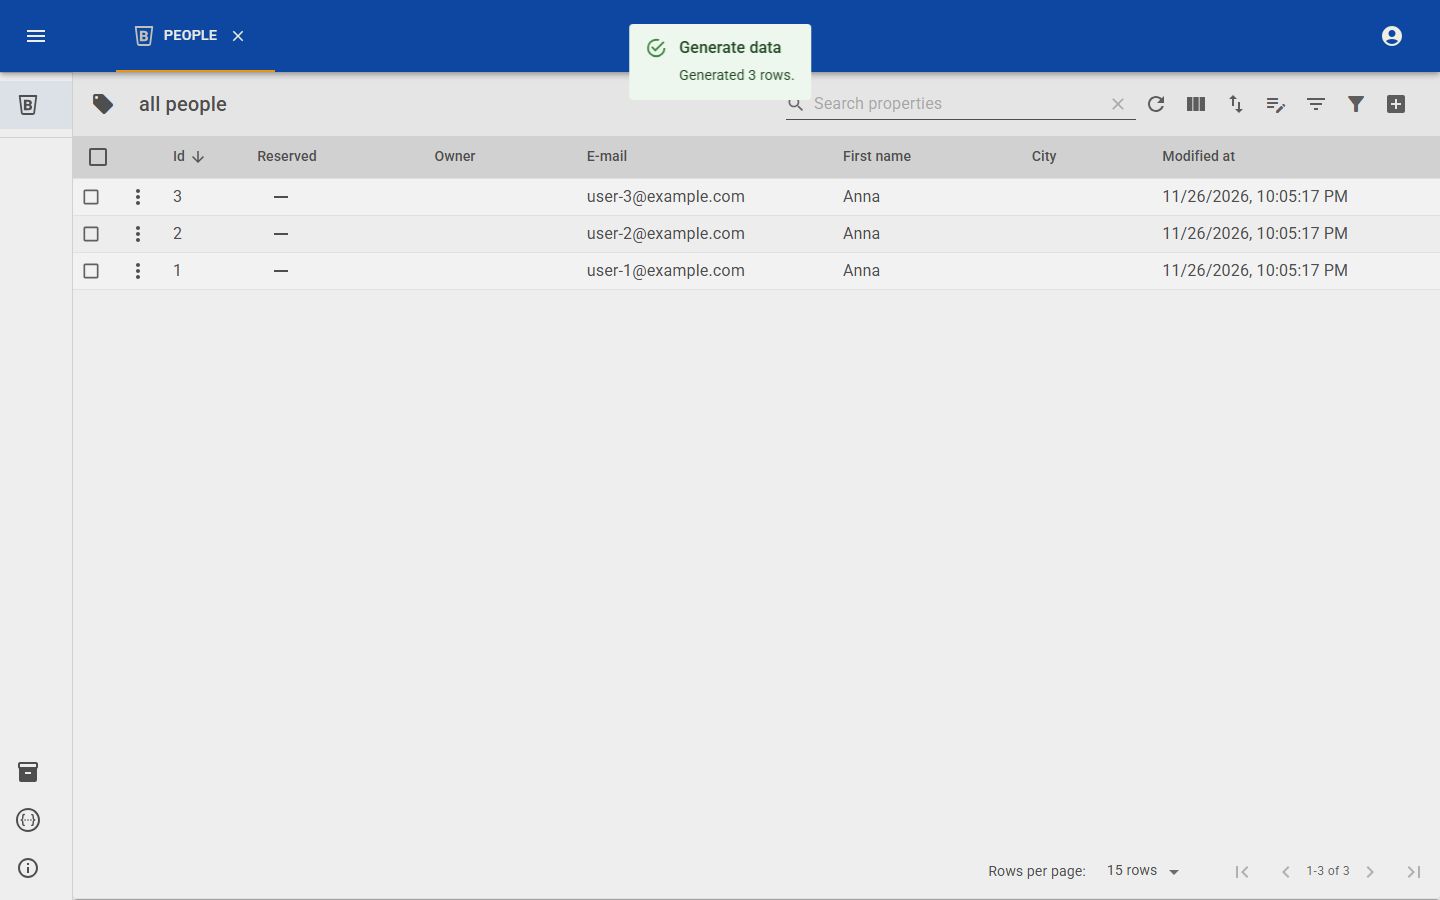 PEOPLE
Generate data
Generated 3 rows.
all people
Search properties
Id Reserved Owner E-mail First name City Modified at
3 — user-3@example.com Anna 11/26/2026, 10:05:17 PM
2 — user-2@example.com Anna 11/26/2026, 10:05:17 PM
1 — user-1@example.com Anna 11/26/2026, 10:05:17 PM
Rows per page: 15 rows 1-3 of 3